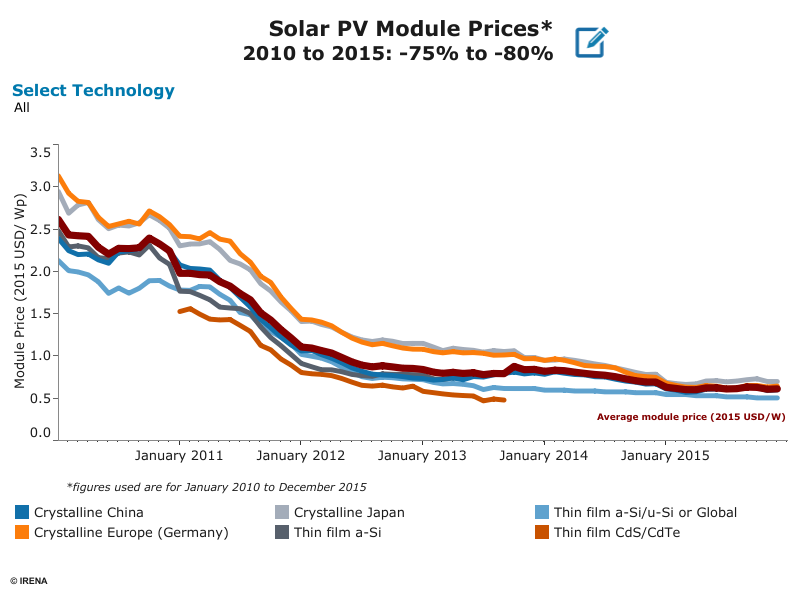 Solar PV Module Prices*
2010 to 2015: -75% to -80%
Select Technology
All
3.5
3.0
2.5
2.0
1.5
1.0
0.5
0.0
Module Price (2015 USD/ Wp)
Average module price (2015 USD/W)
January 2011 January 2012 January 2013 January 2014 January 2015
*figures used are for January 2010 to December 2015
Crystalline China Crystalline Japan Thin film a-Si/u-Si or Global
Crystalline Europe (Germany) Thin film a-Si Thin film CdS/CdTe
© IRENA